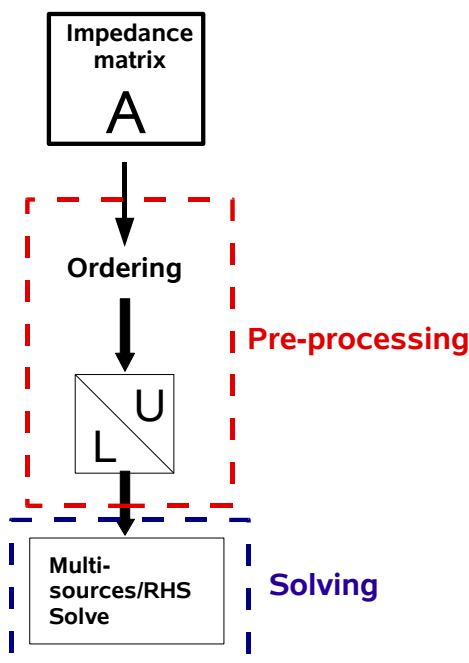 Impedance
matrix
A
Ordering
Pre-processing
U
L
Multi-
sources/RHS
Solve
Solving